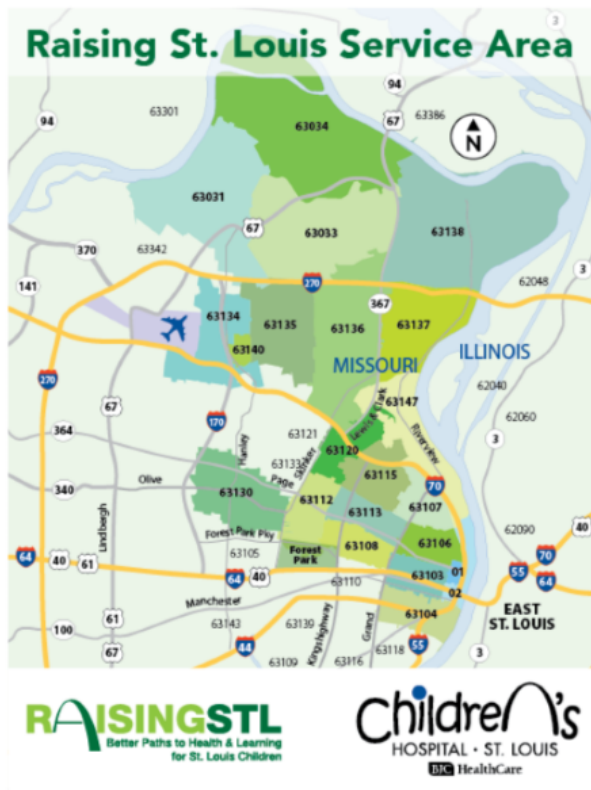 Raising St. Louis Service Area
3
94
94
63301
67
63386
63034
N
63031
67
63033
63138
370
63342
141
270
3
62048
367
63134
63135
63136
63137
63140
MISSOURI
ILLINOIS
270
62040
67
63147
62060
170
Lewis & Clark
364
63121
Riverview
3
Hanley
63120
63133
Skinker
Page
63115
340
Olive
70
63130
63112
63107
63113
Lindbergh
Forest Park Pky
62090
40
63105
Forest
Park
63108
63106
70
64
40
61
64
40
63110
63103
01
55
64
02
Manchester
EAST
ST. LOUIS
61
63104
100
63143
63139
Kingshighway
Grand
67
44
63109
63116
63118
55
3
RAISINGSTL
Better Paths to Health & Learning
for St. Louis Children
Children's
HOSPITAL • ST. LOUIS
BJC HealthCare